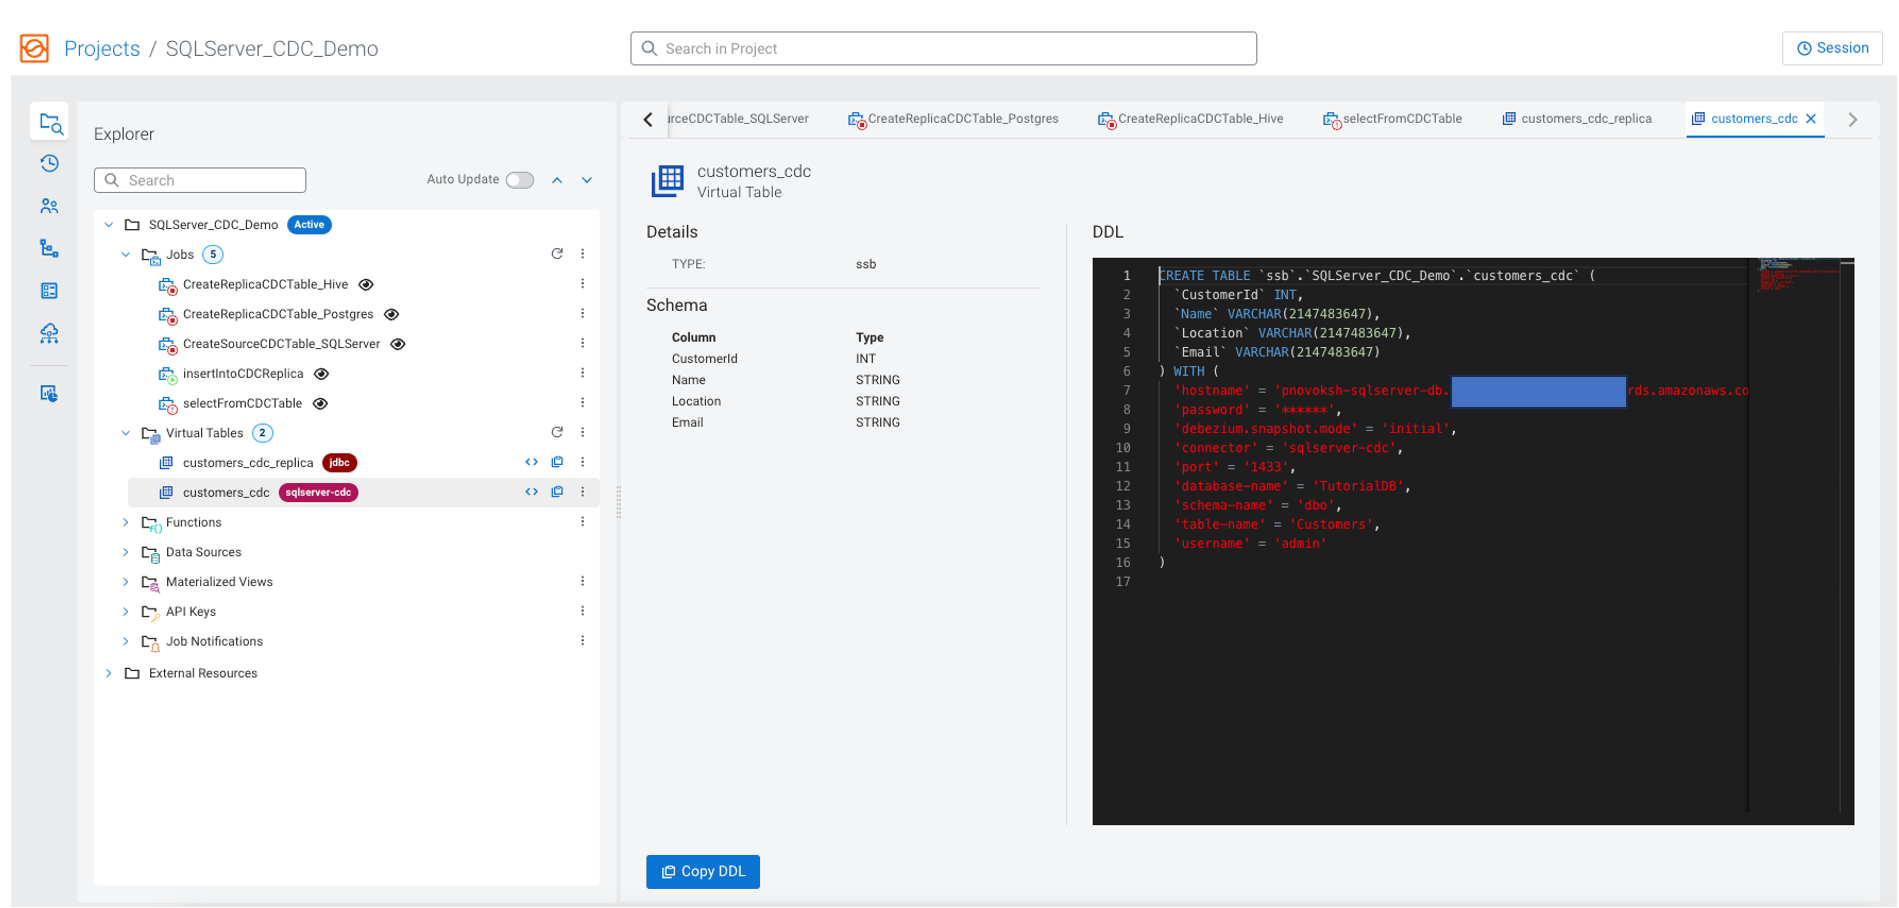 Projects / SQLServer_CDC_Demo
Search in Project
Session
Explorer
Search
Auto Update
SQLServer_CDC_Demo Active
Jobs 5
CreateReplicaCDCTable_Hive
CreateReplicaCDCTable_Postgres
CreateSourceCDCTable_SQLServer
insertIntoCDCReplica
selectFromCDCTable
Virtual Tables 2
customers_cdc_replica jdbc
customers_cdc sqlserver-cdc
Functions
Data Sources
Materialized Views
API Keys
Job Notifications
External Resources
urceCDCTable_SQLServer CreateReplicaCDCTable_Postgres CreateReplicaCDCTable_Hive selectFromCDCTable customers_cdc_replica customers_cdc
customers_cdc
Virtual Table
Details
TYPE: ssb
Schema
Column Type
CustomerId INT
Name STRING
Location STRING
Email STRING
DDL
1 CREATE TABLE `ssb`.`SQLServer_CDC_Demo`.`customers_cdc` (
2 `CustomerId` INT,
3 `Name` VARCHAR(2147483647),
4 `Location` VARCHAR(2147483647),
5 `Email` VARCHAR(2147483647)
6 ) WITH (
7 'hostname' = 'pnovoksh-sqlserver-db. rds.amazonaws.co
8 'password' = '******',
9 'debezium.snapshot.mode' = 'initial',
10 'connector' = 'sqlserver-cdc',
11 'port' = '1433',
12 'database-name' = 'TutorialDB',
13 'schema-name' = 'dbo',
14 'table-name' = 'Customers',
15 'username' = 'admin'
16 )
17
Copy DDL